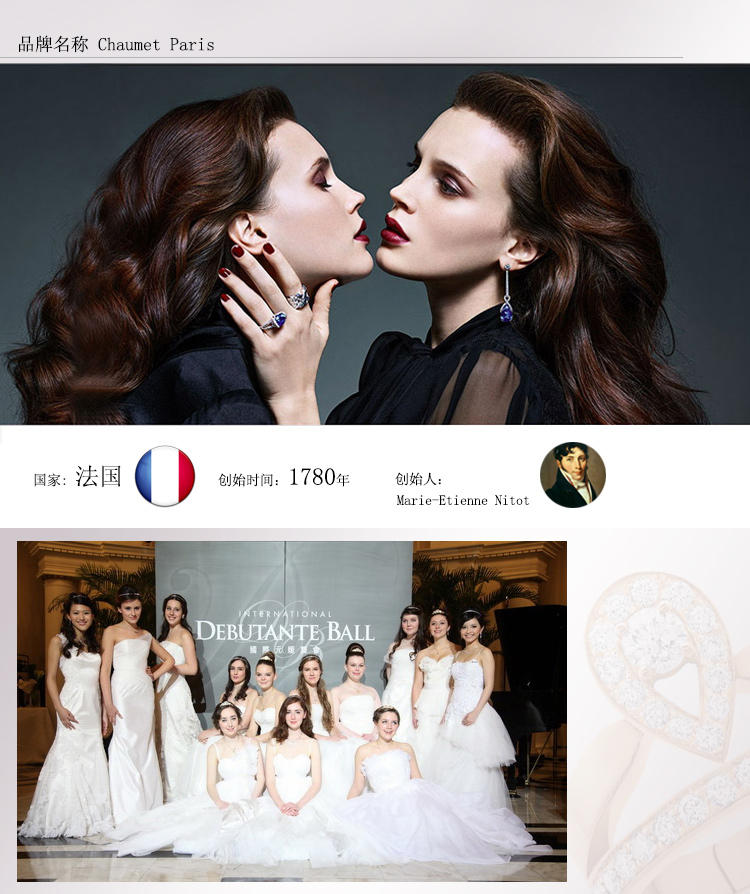 品牌名称 Chaumet Paris
国家: 法国
创始时间: 1780年
创始人:
Marie-Etienne Nitot
INTERNATIONAL
DEBUTANTE BALL
國際元媛舞會